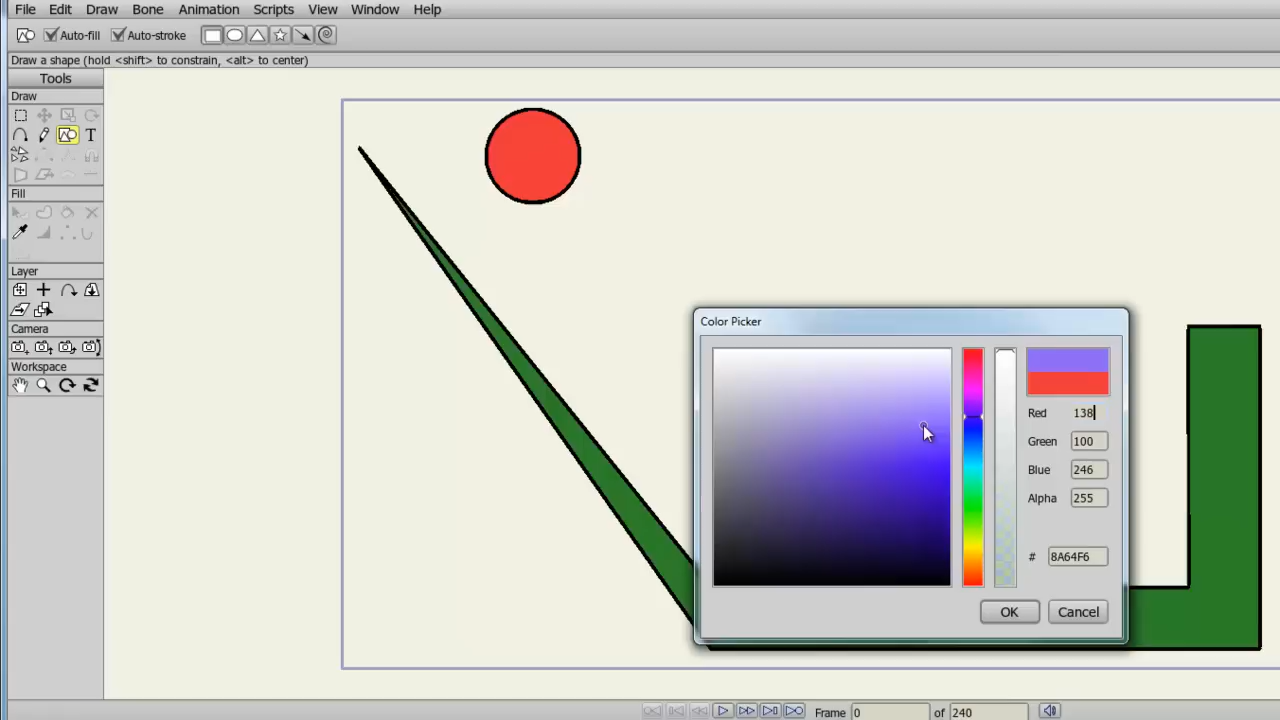 File Edit Draw Bone Animation Scripts View Window Help
Auto-fill Auto-stroke
Draw a shape (hold <shift> to constrain, <alt> to center)
Tools
Draw
T
Fill
Layer
Camera
Workspace
Color Picker
Red 138
Green 100
Blue 246
Alpha 255
# 8A64F6
OK Cancel
Frame 0 of 240